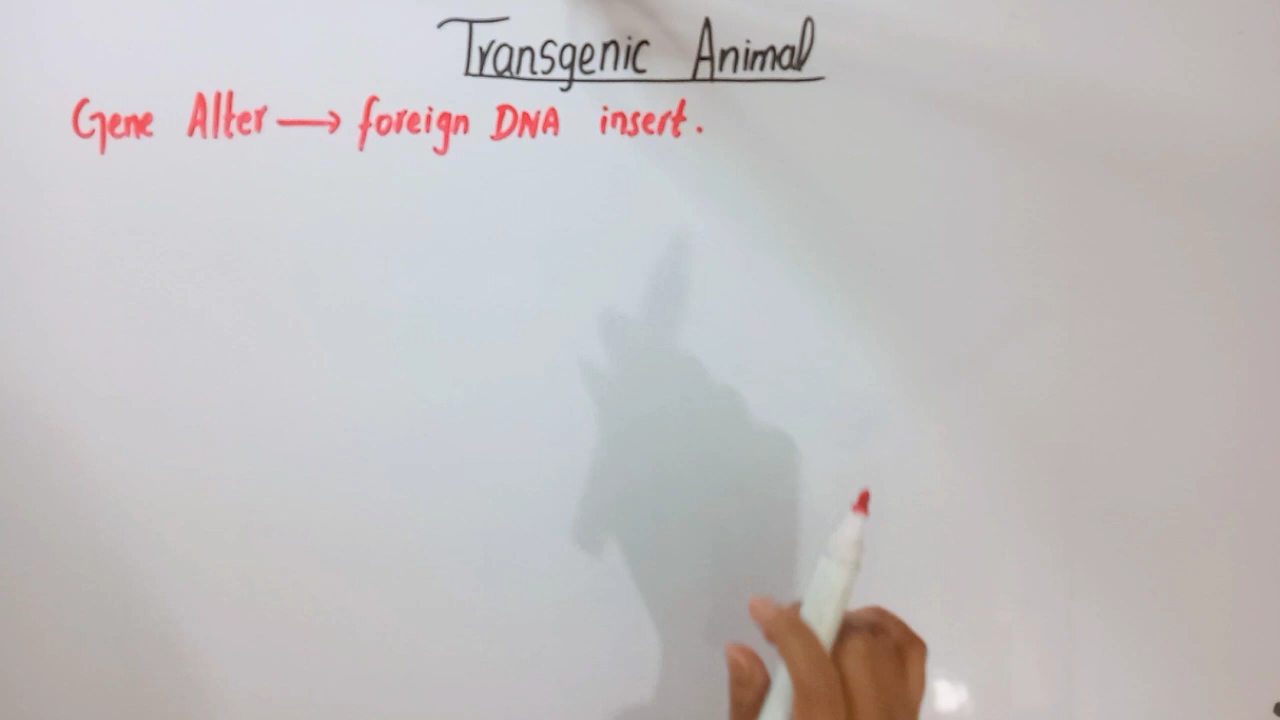 Transgenic Animal
Gene Alter → foreign DNA insert.